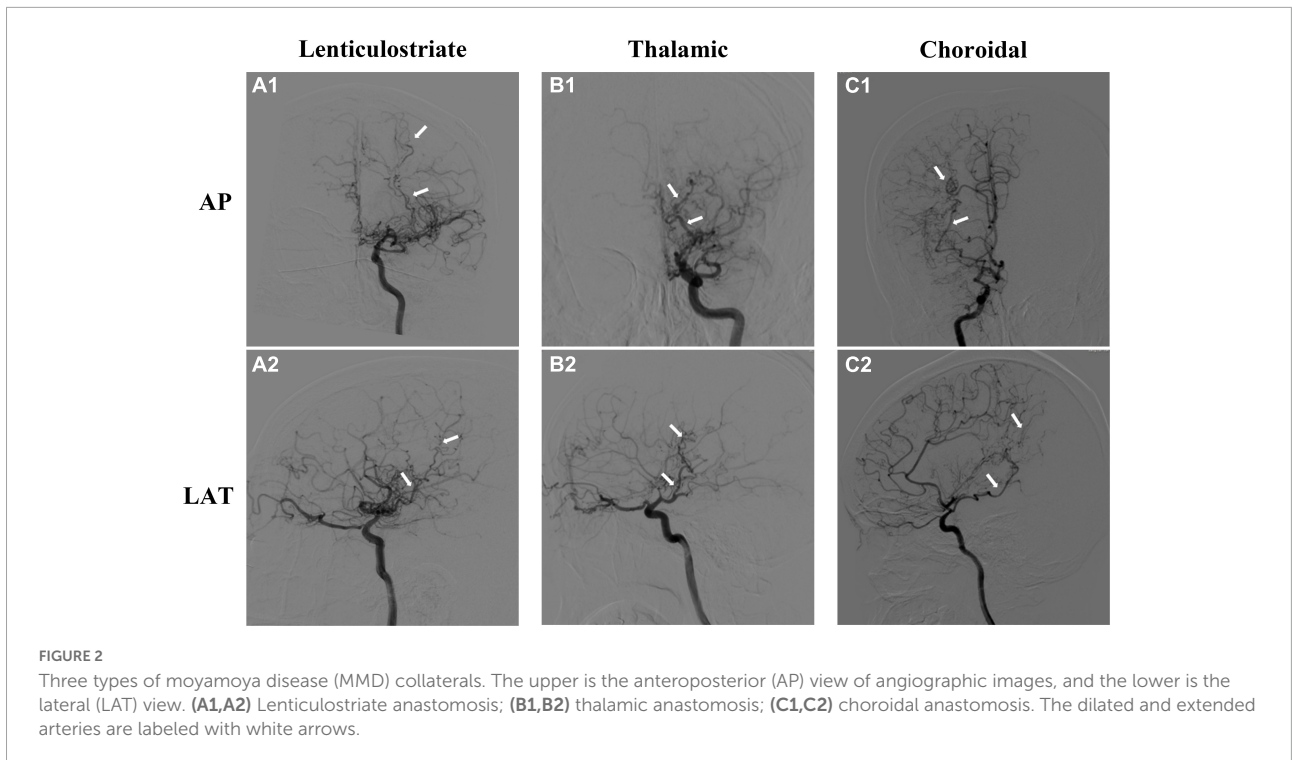 Lenticulostriate
Thalamic
Choroidal
A1
B1
C1
AP
A2
B2
C2
LAT
FIGURE 2
Three types of moyamoya disease (MMD) collaterals. The upper is the anteroposterior (AP) view of angiographic images, and the lower is the
lateral (LAT) view. (A1,A2) Lenticulostriate anastomosis; (B1,B2) thalamic anastomosis; (C1,C2) choroidal anastomosis. The dilated and extended
arteries are labeled with white arrows.